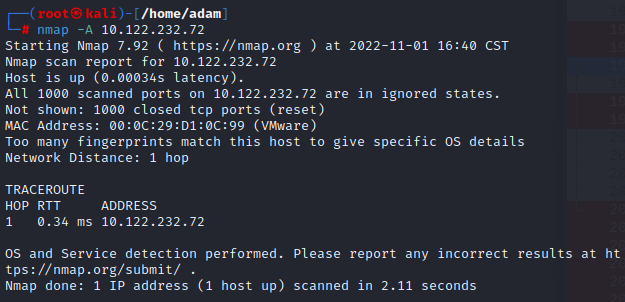 ┌──(root㉿kali)-[/home/adam]
└─# nmap -A 10.122.232.72
Starting Nmap 7.92 ( https://nmap.org ) at 2022-11-01 16:40 CST
Nmap scan report for 10.122.232.72
Host is up (0.00034s latency).
All 1000 scanned ports on 10.122.232.72 are in ignored states.
Not shown: 1000 closed tcp ports (reset)
MAC Address: 00:0C:29:D1:0C:99 (VMware)
Too many fingerprints match this host to give specific OS details
Network Distance: 1 hop

TRACEROUTE
HOP RTT     ADDRESS
1   0.34 ms 10.122.232.72

OS and Service detection performed. Please report any incorrect results at ht
tps://nmap.org/submit/ .
Nmap done: 1 IP address (1 host up) scanned in 2.11 seconds